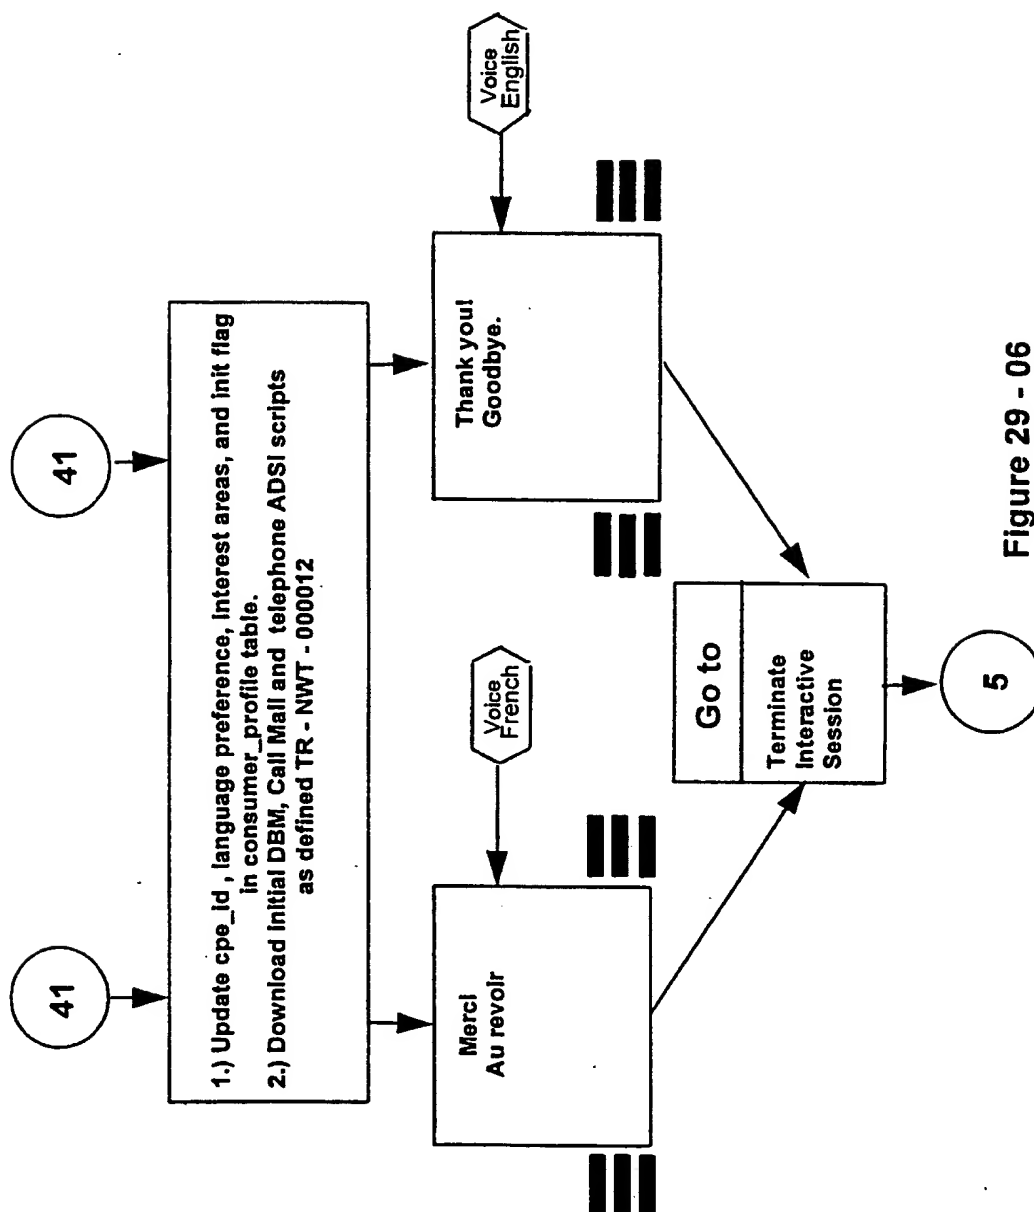 41
41
1.) Update cpe_id , language preference, Interest areas, and init flag
in consumer_profile table.
2.) Download initial DBM, Call Mall and telephone ADSI scripts
as defined TR - NWT - 000012
Merci
Au revoir
Voice
French
Thank you!
Goodbye.
Voice
English
Go to
Terminate
Interactive
Session
5
Figure 29 - 06